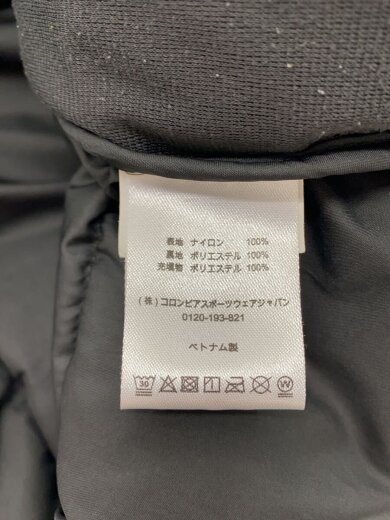 表地 ナイロン 100%
裏地 ポリエステル 100%
充填物 ポリエステル 100%
(株)コロンビアスポーツウェアジャパン
0120-193-821
ベトナム製
30 W